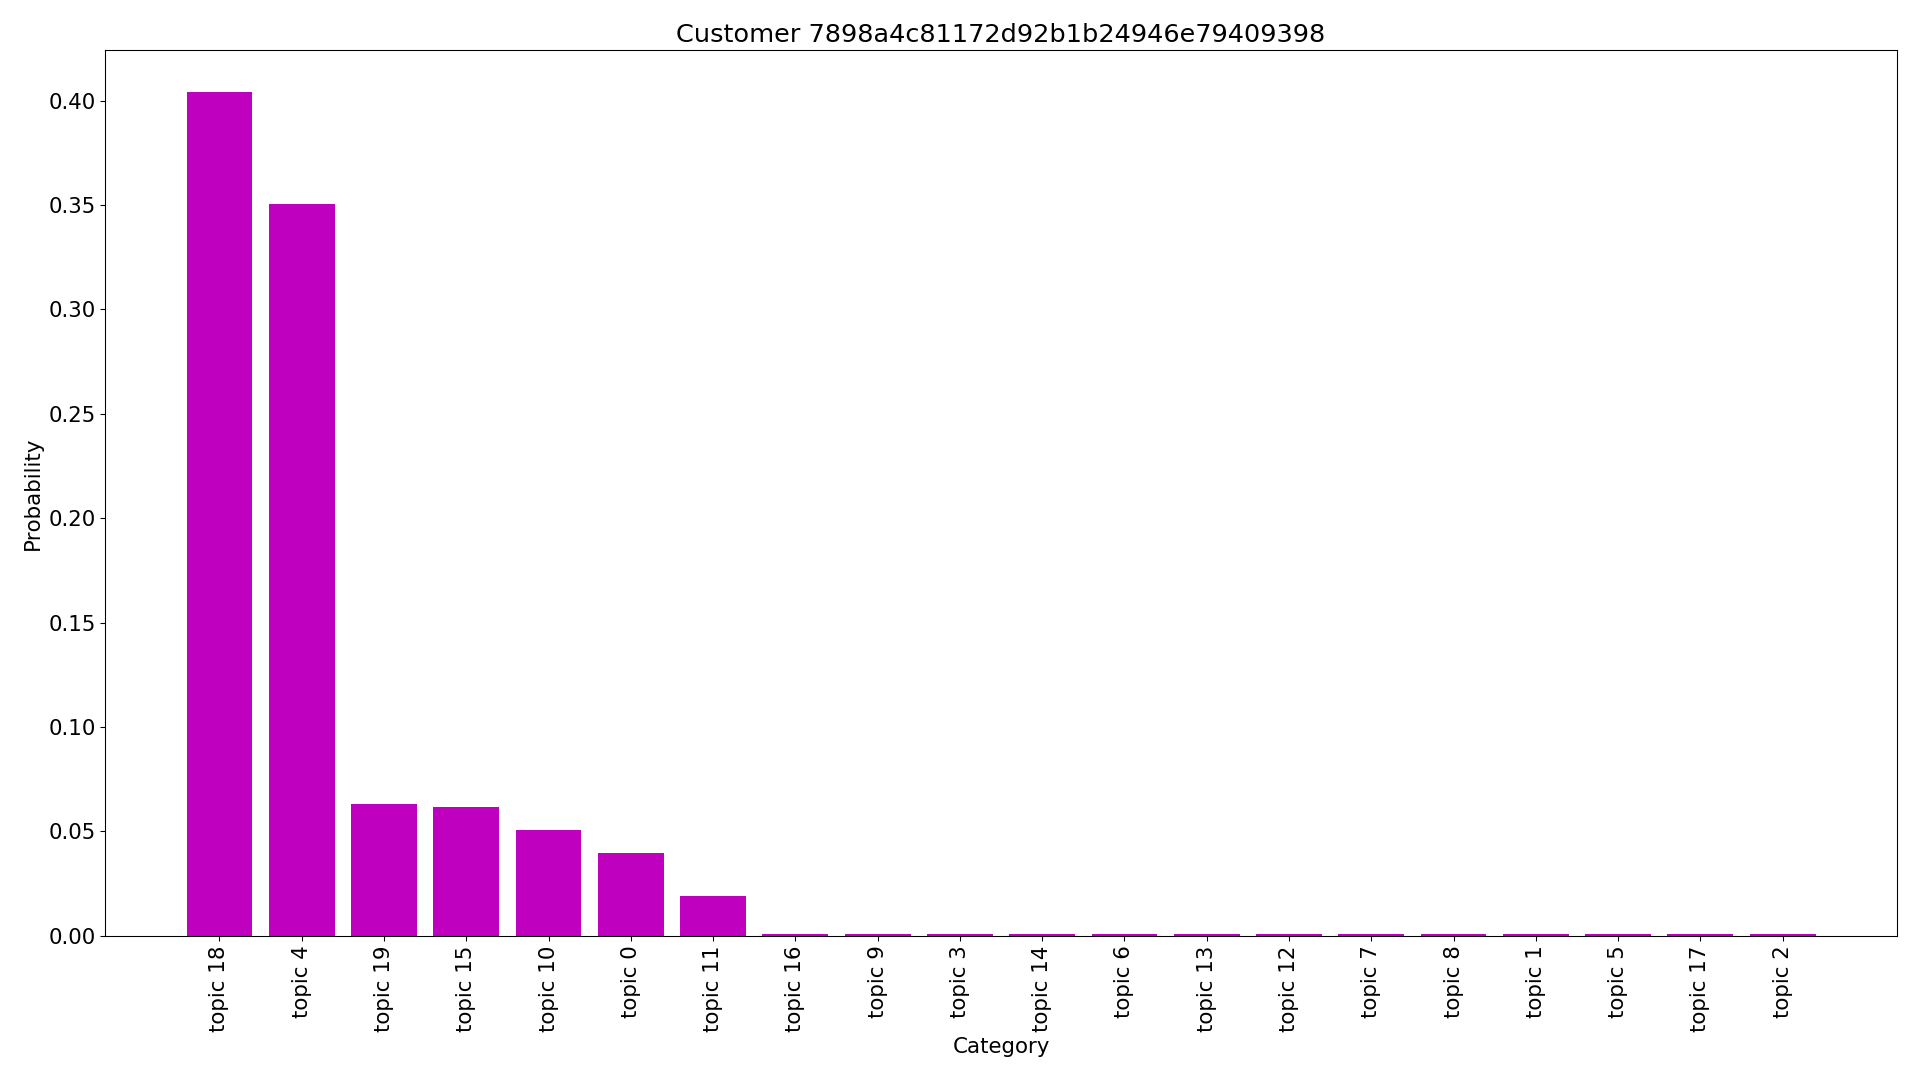 Customer 7898a4c81172d92b1b24946e79409398
0.40
0.35
0.30
0.25
0.20
0.15
0.10
0.05
0.00
Probability
topic 18
topic 4
topic 19
topic 15
topic 10
topic 0
topic 11
topic 16
topic 9
topic 3
topic 14
topic 6
topic 13
topic 12
topic 7
topic 8
topic 1
topic 5
topic 17
topic 2
Category